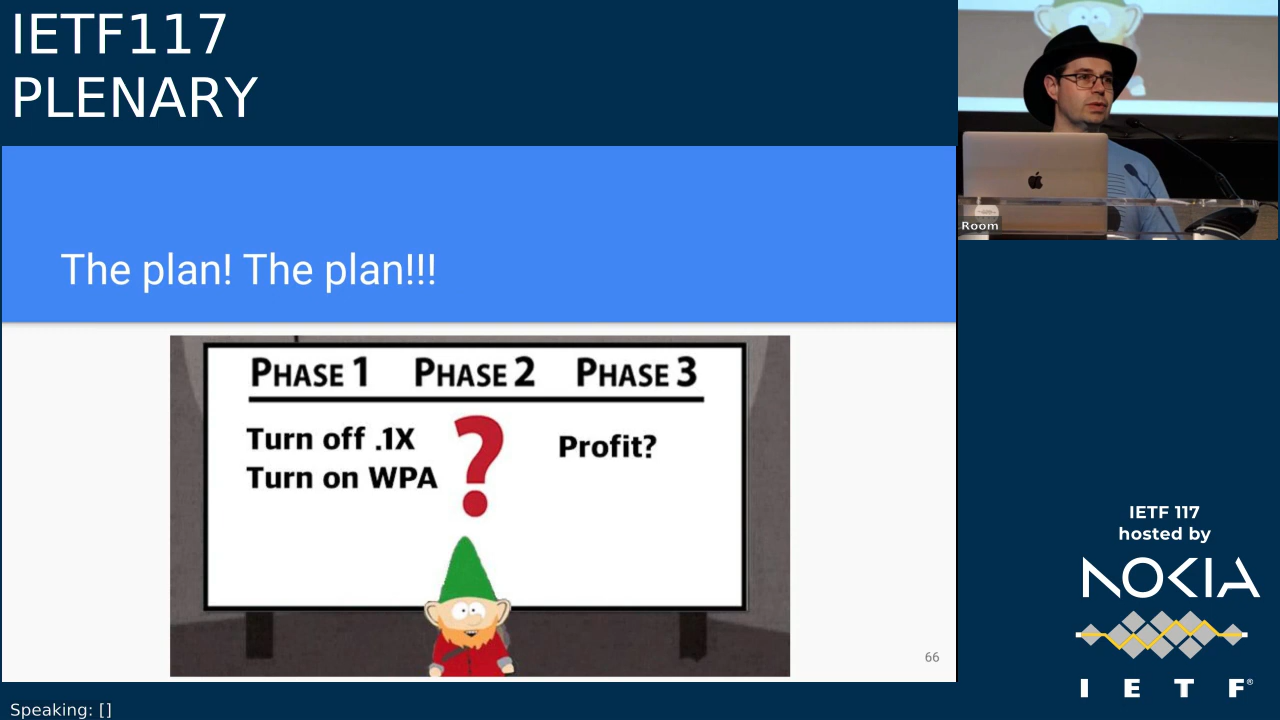 IETF117
PLENARY
Room
The plan! The plan!!!
PHASE 1 PHASE 2 PHASE 3
Turn off .1X
Turn on WPA
?
Profit?
66
IETF 117
hosted by
NOKIA
I E T F®
Speaking: []